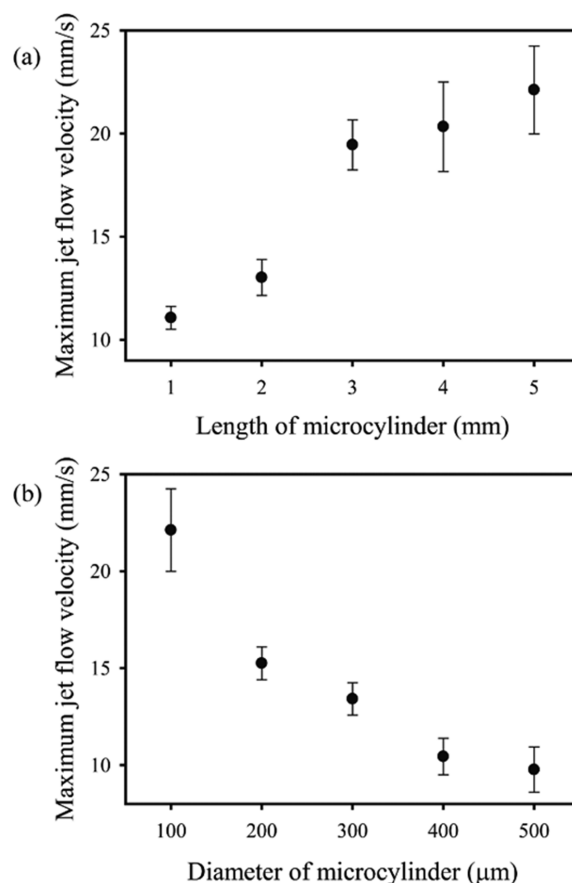 (a)
Maximum jet flow velocity (mm/s)
25
20
15
10
1 2 3 4 5
Length of microcylinder (mm)
(b)
Maximum jet flow velocity (mm/s)
25
20
15
10
100 200 300 400 500
Diameter of microcylinder (μm)